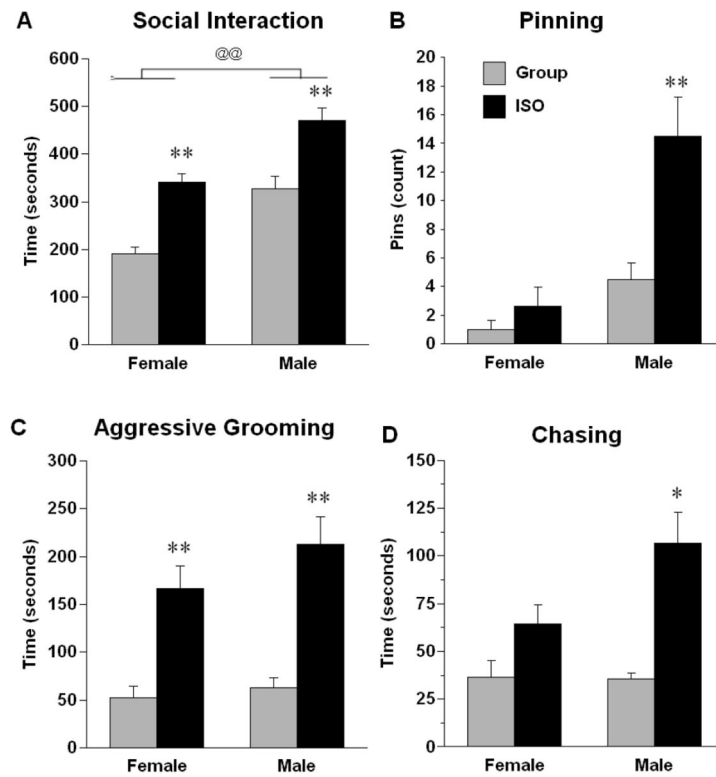 A
Social Interaction
Time (seconds)
600
500
400
300
200
100
0
@@
**
**
Female
Male
B
Pinning
Pins (count)
20
18
16
14
12
10
8
6
4
2
0
Group
ISO
**
Female
Male
C
Aggressive Grooming
Time (seconds)
300
250
200
150
100
50
0
**
**
Female
Male
D
Chasing
Time (seconds)
150
125
100
75
50
25
0
*
Female
Male